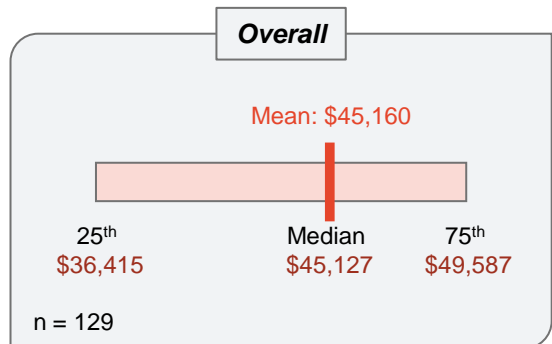 Overall
Mean: $45,160
25th Median 75th
$36,415 $45,127 $49,587
n = 129